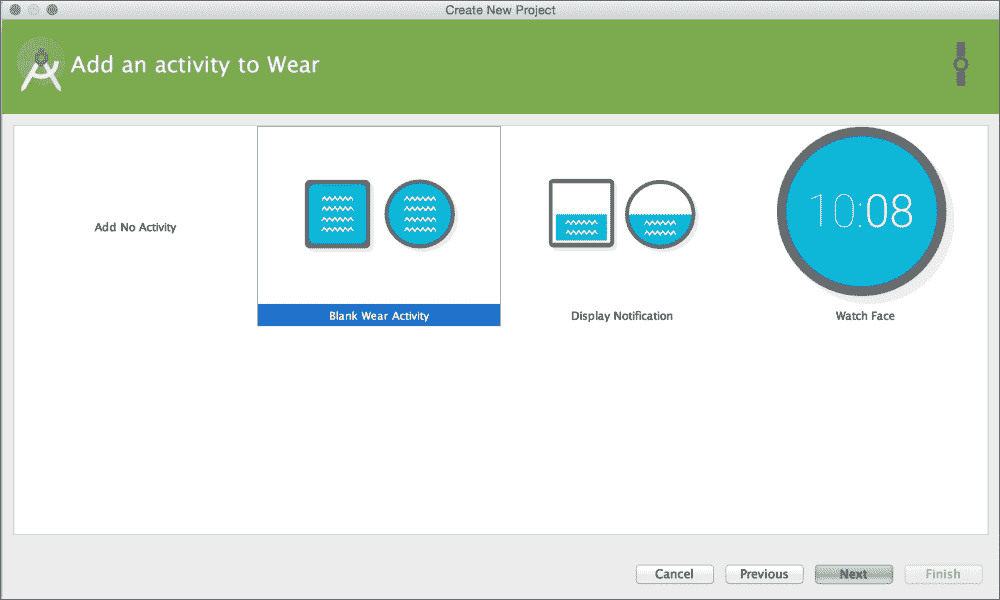 Create New Project
Add an activity to Wear
10:08
Add No Activity
Blank Wear Activity
Display Notification
Watch Face
Cancel
Previous
Next
Finish